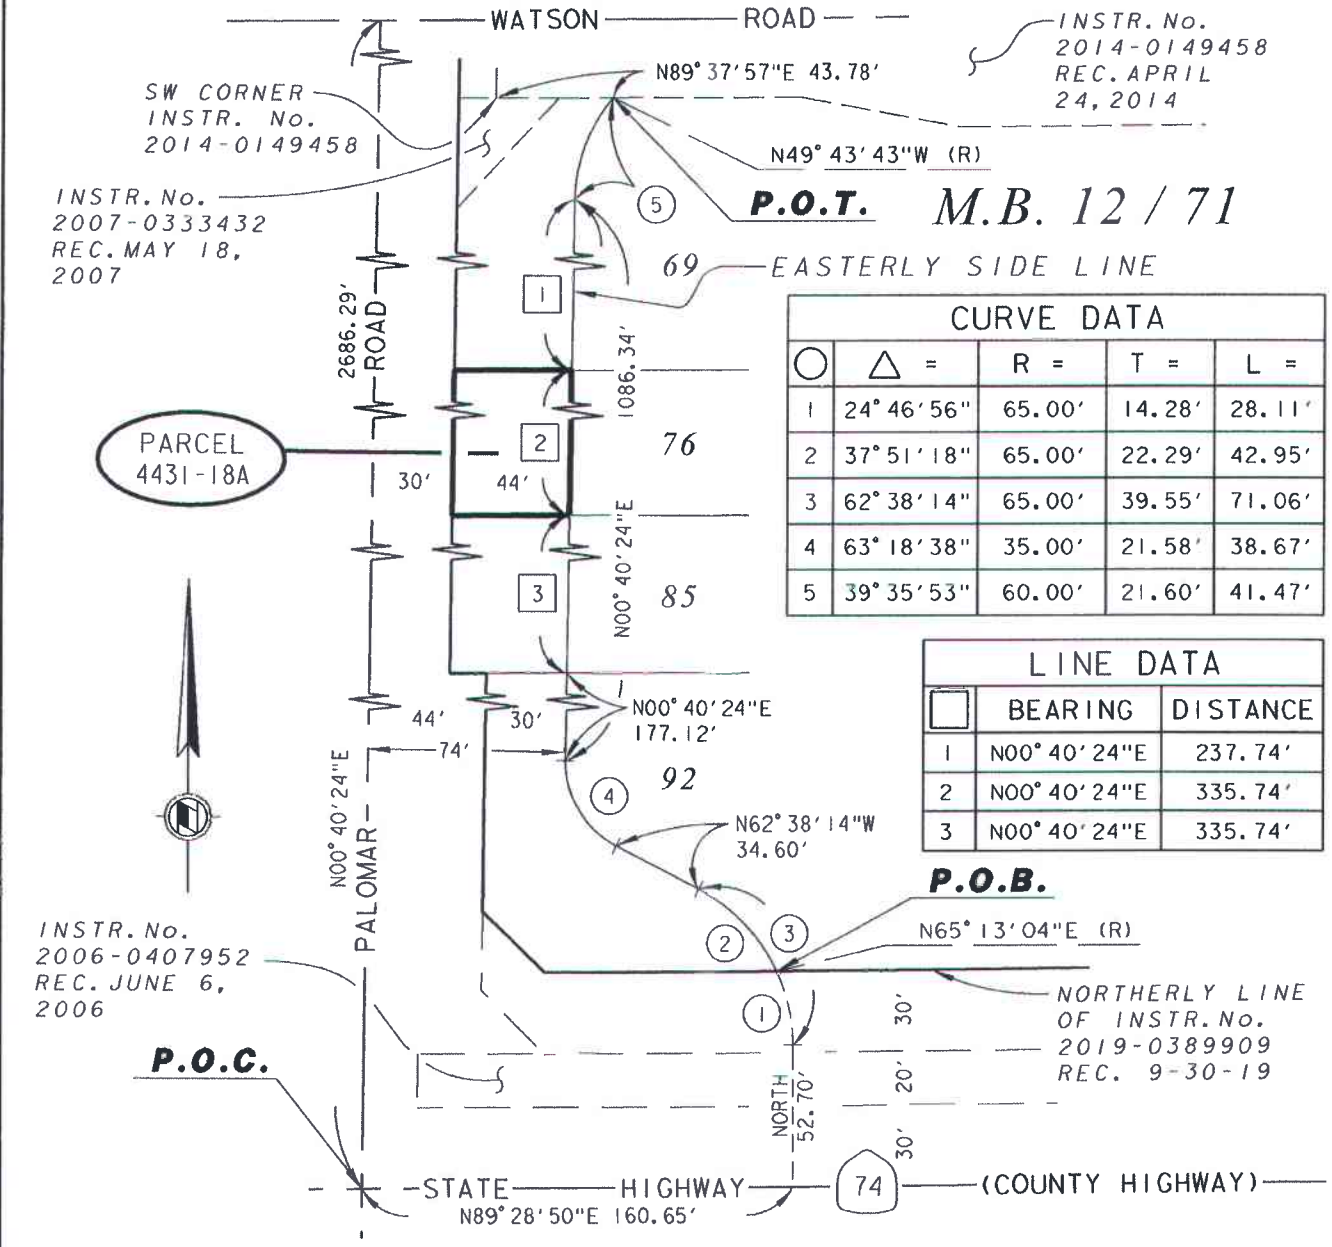 WATSON ROAD
INSTR. No.
2014-0149458
REC. APRIL
24, 2014
N89°37'57"E 43.78'
SW CORNER
INSTR. No.
2014-0149458
N49°43'43"W (R)
INSTR. No.
2007-0333432
REC. MAY 18,
2007
5
P.O.T.
M.B. 12 / 71
69
EASTERLY SIDE LINE
1
2686.29'
ROAD
1086.34'
CURVE DATA
△ = R = T = L =
1 24°46'56" 65.00' 14.28' 28.11'
2 37°51'18" 65.00' 22.29' 42.95'
3 62°38'14" 65.00' 39.55' 71.06'
4 63°18'38" 35.00' 21.58' 38.67'
5 39°35'53" 60.00' 21.60' 41.47'
PARCEL
4431-18A
2
76
30' 44'
N00°40'24"E
3
85
LINE DATA
BEARING DISTANCE
1 N00°40'24"E 237.74'
2 N00°40'24"E 335.74'
3 N00°40'24"E 335.74'
N00°40'24"E
177.12'
44' 30'
74'
N00°40'24"E
PALOMAR
92
4
N62°38'14"W
34.60'
P.O.B.
N65°13'04"E (R)
2
3
INSTR. No.
2006-0407952
REC. JUNE 6,
2006
1
30'
NORTHERLY LINE
OF INSTR. No.
2019-0389909
REC. 9-30-19
P.O.C.
NORTH
52.70'
20'
30'
STATE HIGHWAY 74 (COUNTY HIGHWAY)
N89°28'50"E 160.65'